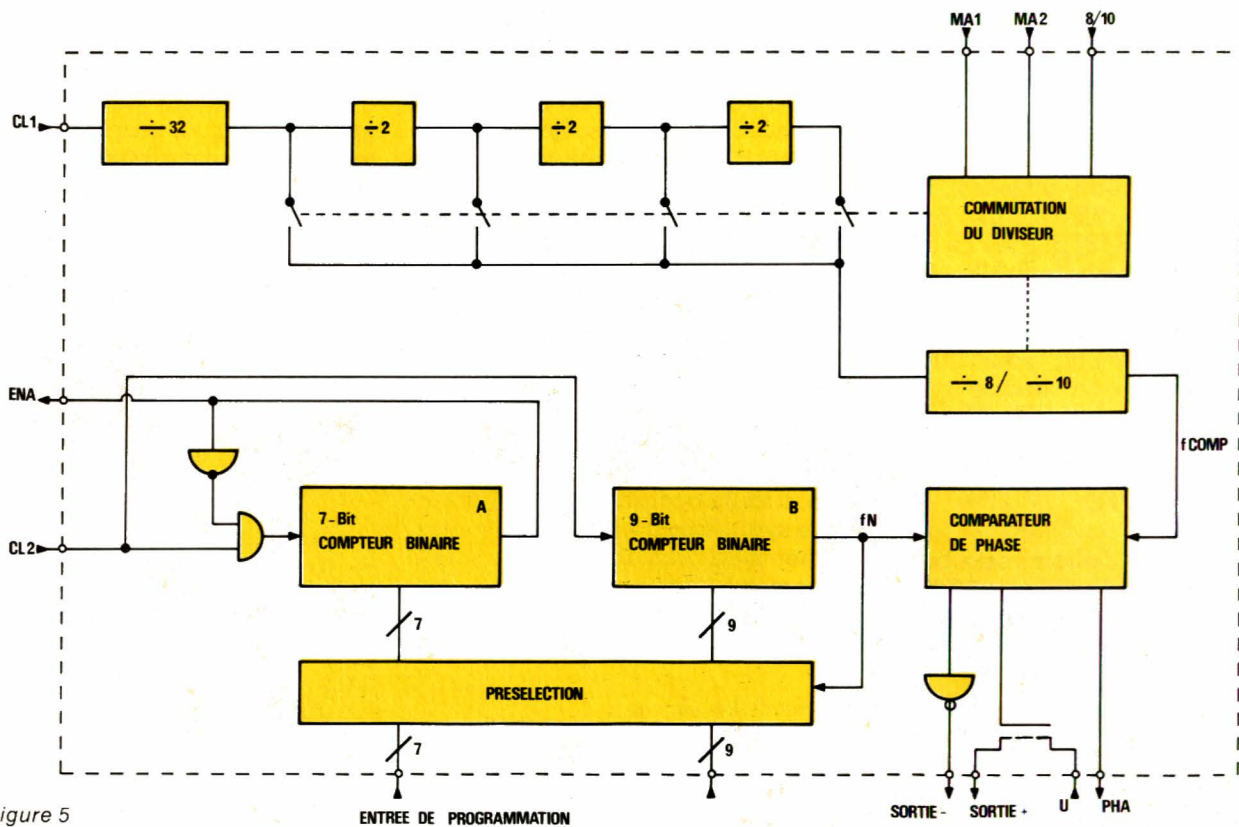 MA1 MA2 8/10
CL1
÷ 32
÷ 2
÷ 2
÷ 2
COMMUTATION
DU DIVISEUR
÷ 8 / ÷ 10
ENA
f COMP
7-Bit A
COMPTEUR BINAIRE
9-Bit B
COMPTEUR BINAIRE
fN
COMPARATEUR
DE PHASE
CL2
7
9
PRESELECTION
7
9
ENTREE DE PROGRAMMATION
SORTIE - SORTIE + U PHA
igure 5